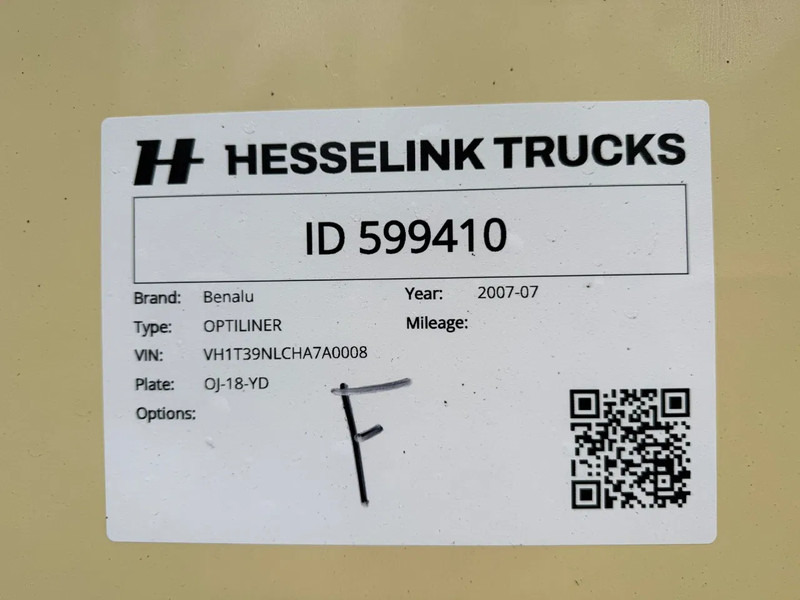 H HESSELINK TRUCKS
ID 599410
Brand: Benalu Year: 2007-07
Type: OPTILINER Mileage:
VIN: VH1T39NLCHA7A0008
Plate: OJ-18-YD
Options:
F